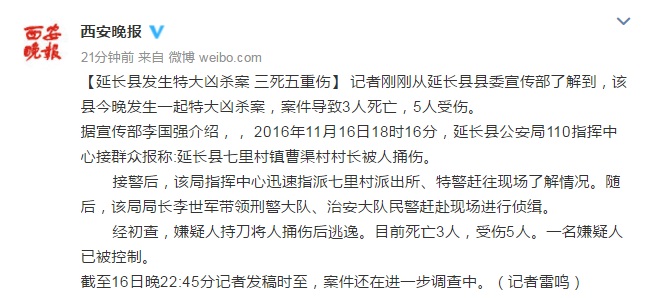 西安
晚报
西安晚报
21分钟前 来自 微博 weibo.com
【延长县发生特大凶杀案 三死五重伤】 记者刚刚从延长县县委宣传部了解到，该
县今晚发生一起特大凶杀案，案件导致3人死亡，5人受伤。
据宣传部李国强介绍，，2016年11月16日18时16分，延长县公安局110指挥中
心接群众报称:延长县七里村镇曹渠村村长被人捅伤。
接警后，该局指挥中心迅速指派七里村派出所、特警赶往现场了解情况。随
后，该局局长李世军带领刑警大队、治安大队民警赶赴现场进行侦缉。
经初查，嫌疑人持刀将人捅伤后逃逸。目前死亡3人，受伤5人。一名嫌疑人
已被控制。
截至16日晚22:45分记者发稿时至，案件还在进一步调查中。（记者雷鸣）